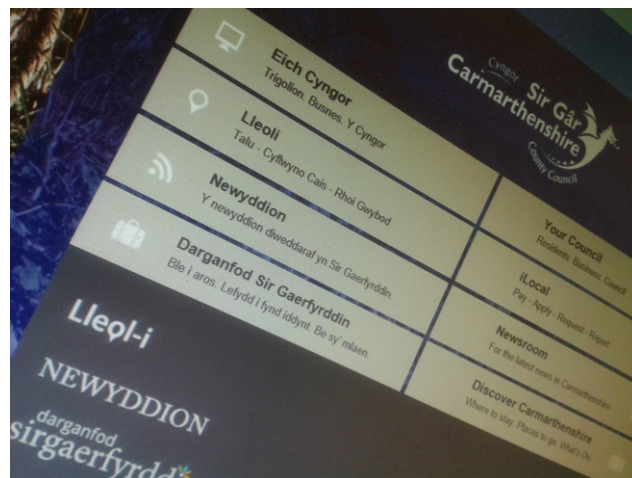 Cyngor Sir Gâr
Carmarthenshire
County Council
Eich Cyngor
Trigolion. Busnes. Y Cyngor
Lleoli
Talu - Cyflwyno Cais - Rhoi Gwybod
Newyddion
Y newyddion diweddaraf yn Sir Gaerfyrddin
Darganfod Sir Gaerfyrddin
Ble i aros. Lefydd i fynd iddynt. Be sy' mlaen.
Your Council
Residents. Business. Council
iLocal
Pay - Apply - Request - Report
Newsroom
For the latest news in Carmarthenshire
Discover Carmarthenshire
Where to stay. Places to go. What's On
Lleol-i
NEWYDDION
darganfod
sirgaerfyrdd